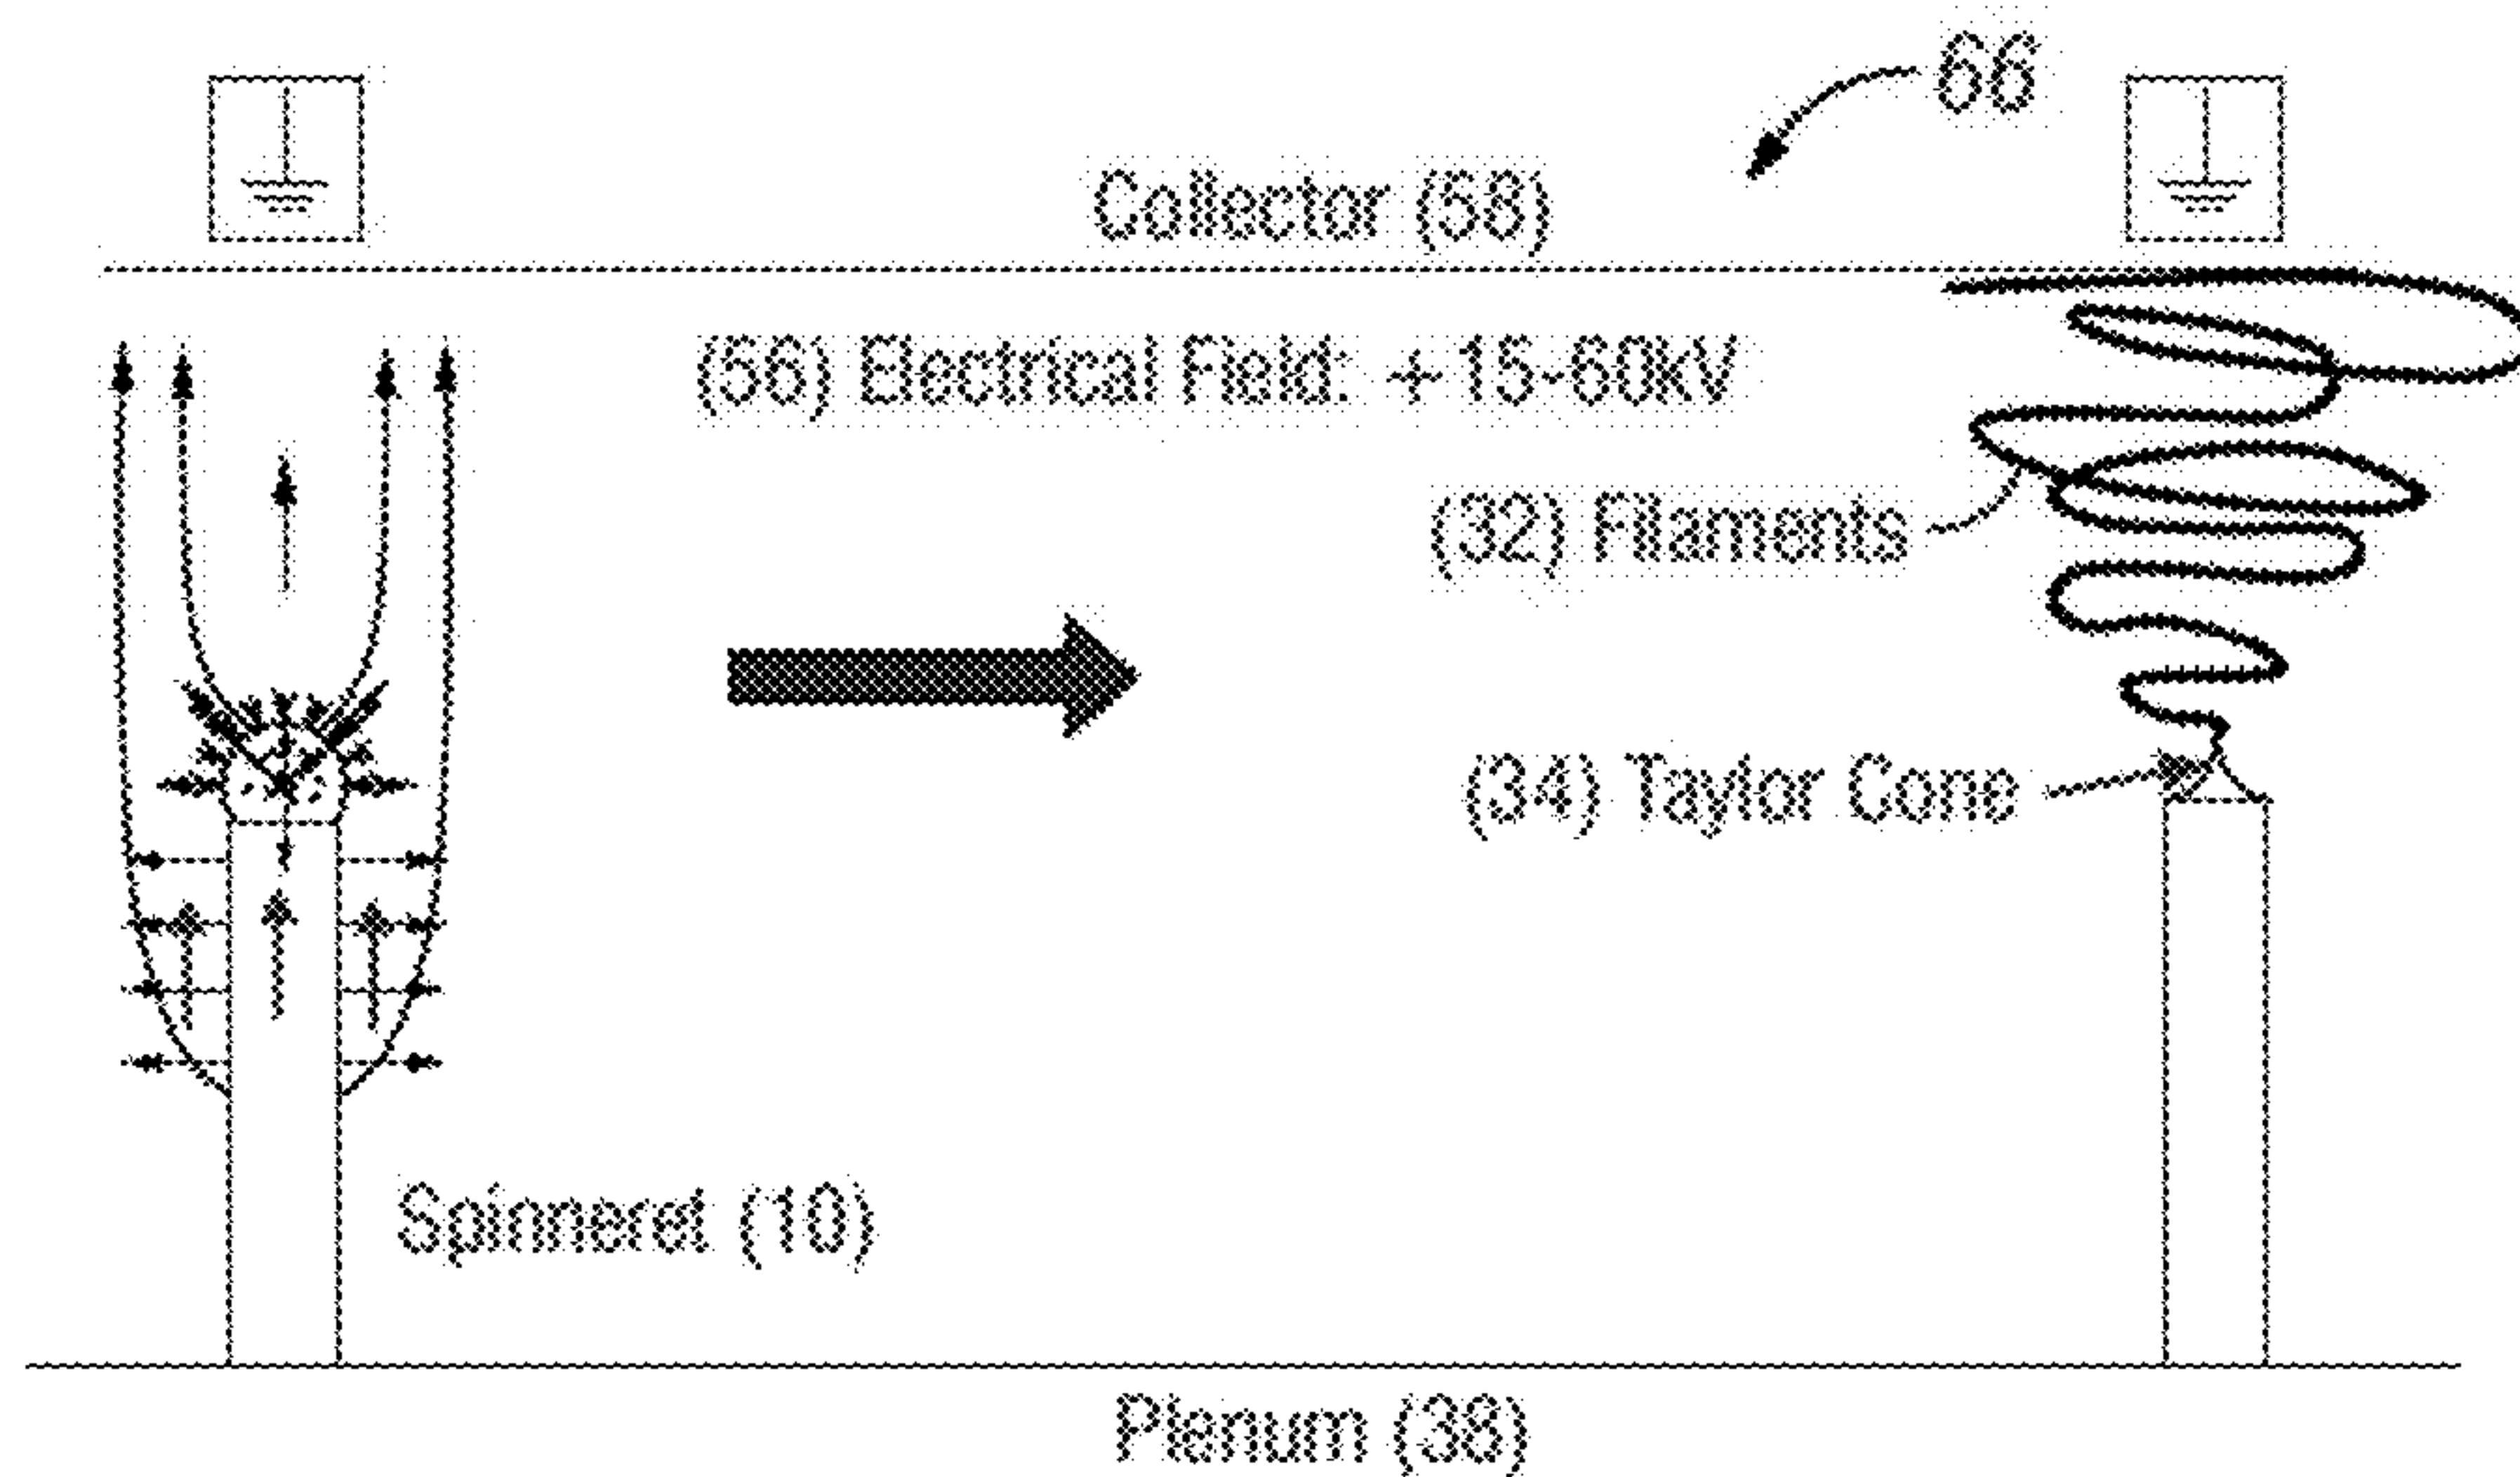 66
Collector (58)
(56) Electrical Field: +15-60kV
(32) Filaments
(34) Taylor Cone
Spinneret (10)
Plenum (38)